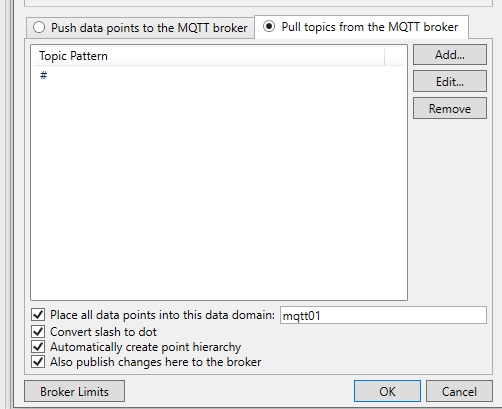 Push data points to the MQTT broker Pull topics from the MQTT broker
Topic Pattern Add...
# Edit...
Remove
Place all data points into this data domain: mqtt01
Convert slash to dot
Automatically create point hierarchy
Also publish changes here to the broker
Broker Limits OK Cancel